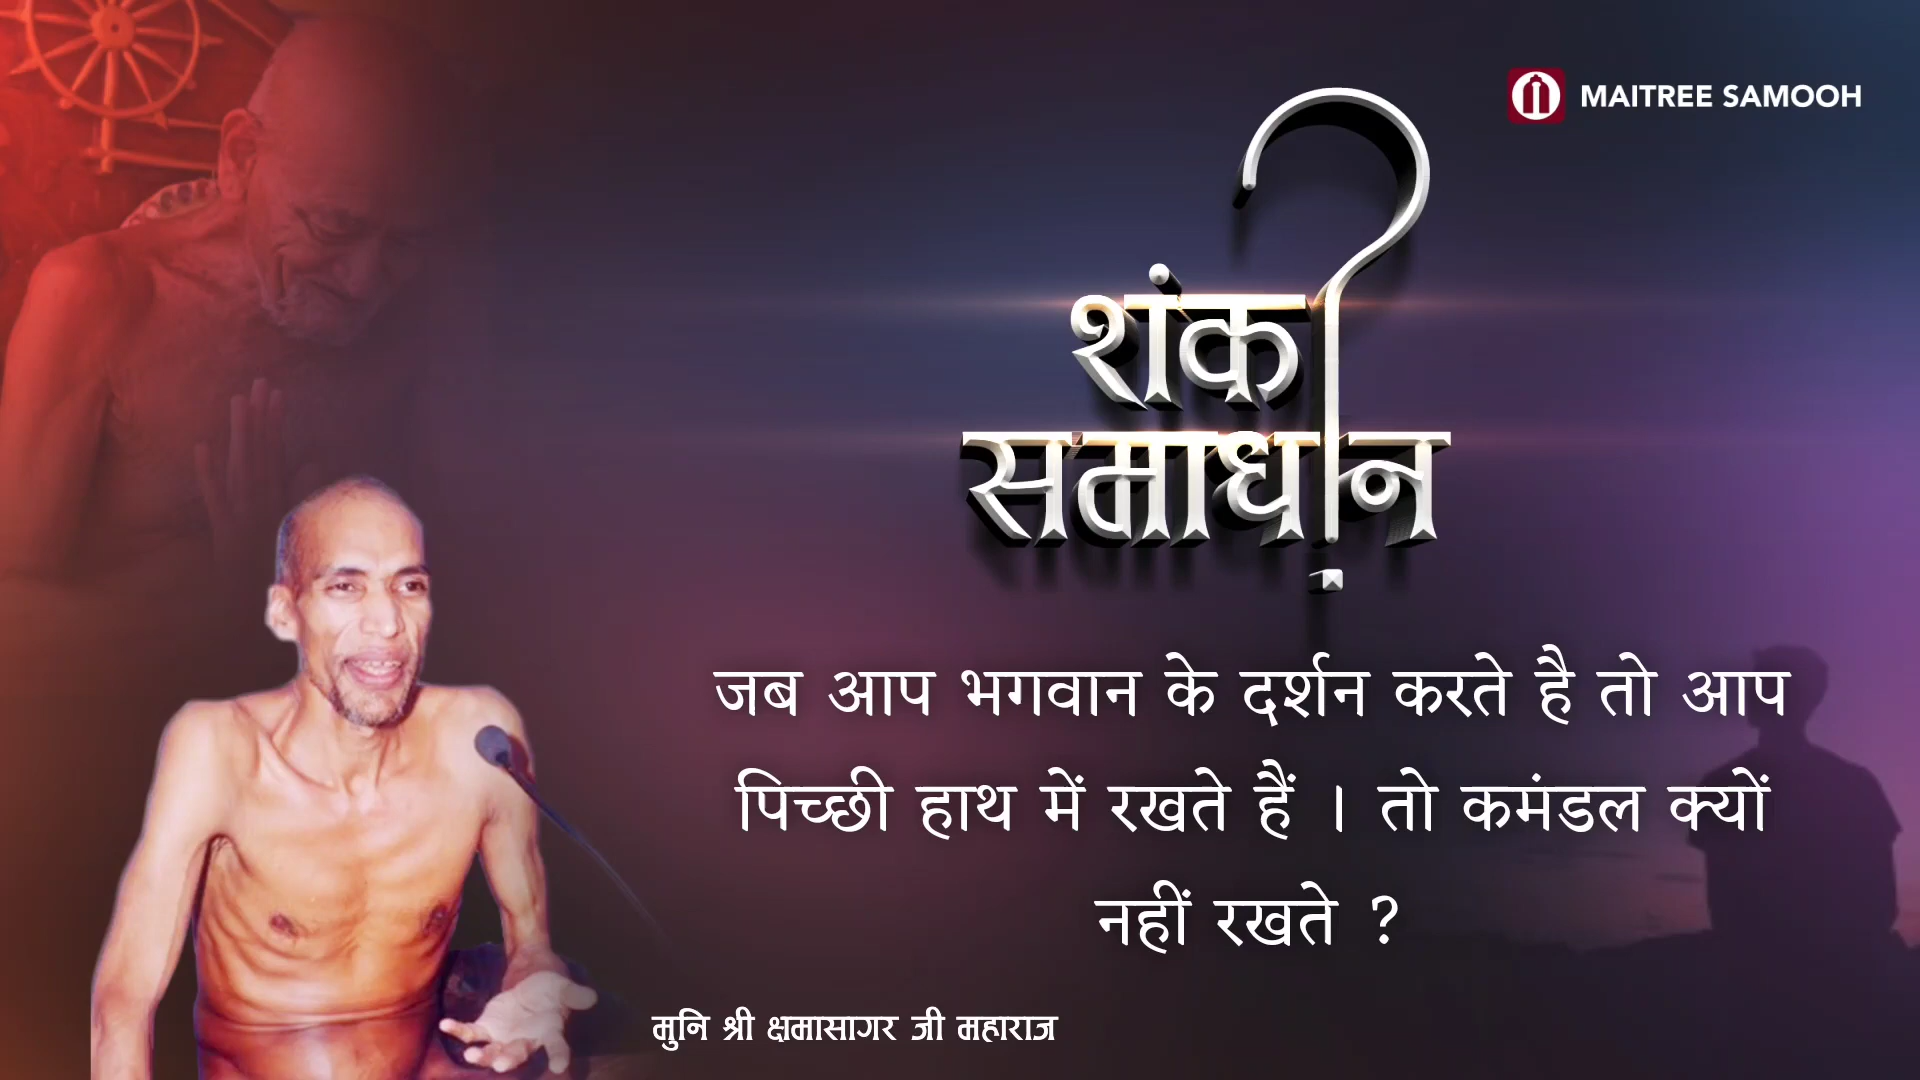 MAITREE SAMOOH
शंका
समाधान
जब आप भगवान के दर्शन करते है तो आप
पिच्छी हाथ में रखते हैं । तो कमंडल क्यों
नहीं रखते ?
मुनि श्री क्षमासागर जी महाराज